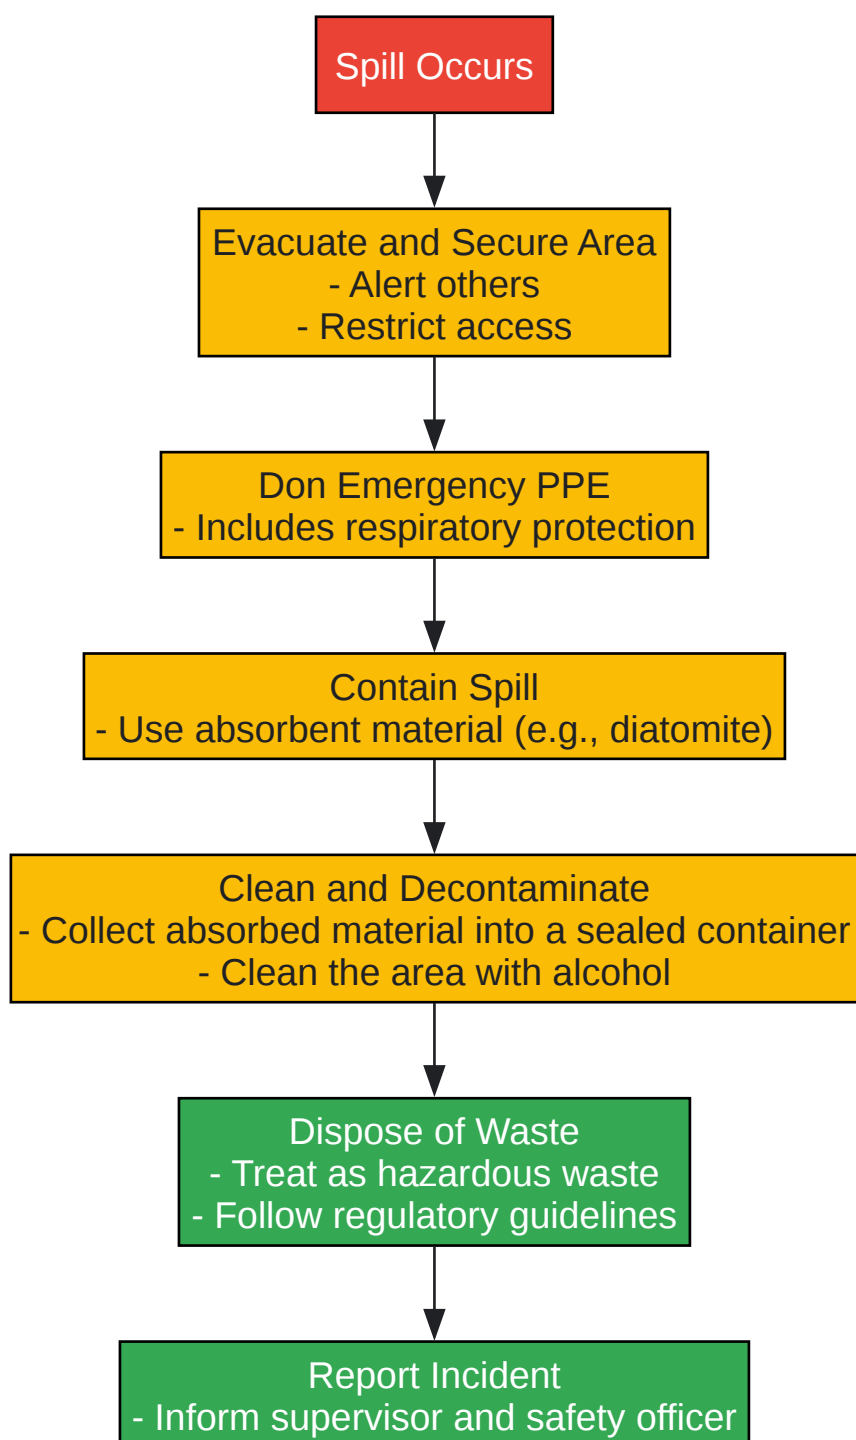 Spill Occurs
Evacuate and Secure Area
- Alert others
- Restrict access
Don Emergency PPE
- Includes respiratory protection
Contain Spill
- Use absorbent material (e.g., diatomite)
Clean and Decontaminate
- Collect absorbed material into a sealed container
- Clean the area with alcohol
Dispose of Waste
- Treat as hazardous waste
- Follow regulatory guidelines
Report Incident
- Inform supervisor and safety officer